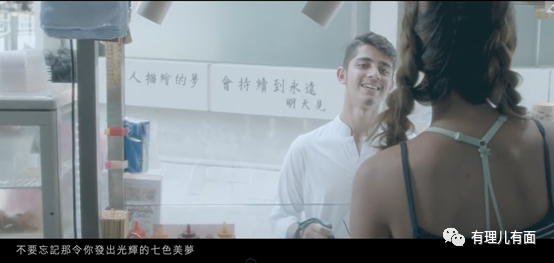 人描繪的夢
會持續到永遠
明天見
不要忘記那令你發出光輝的七色美夢
有理儿有面